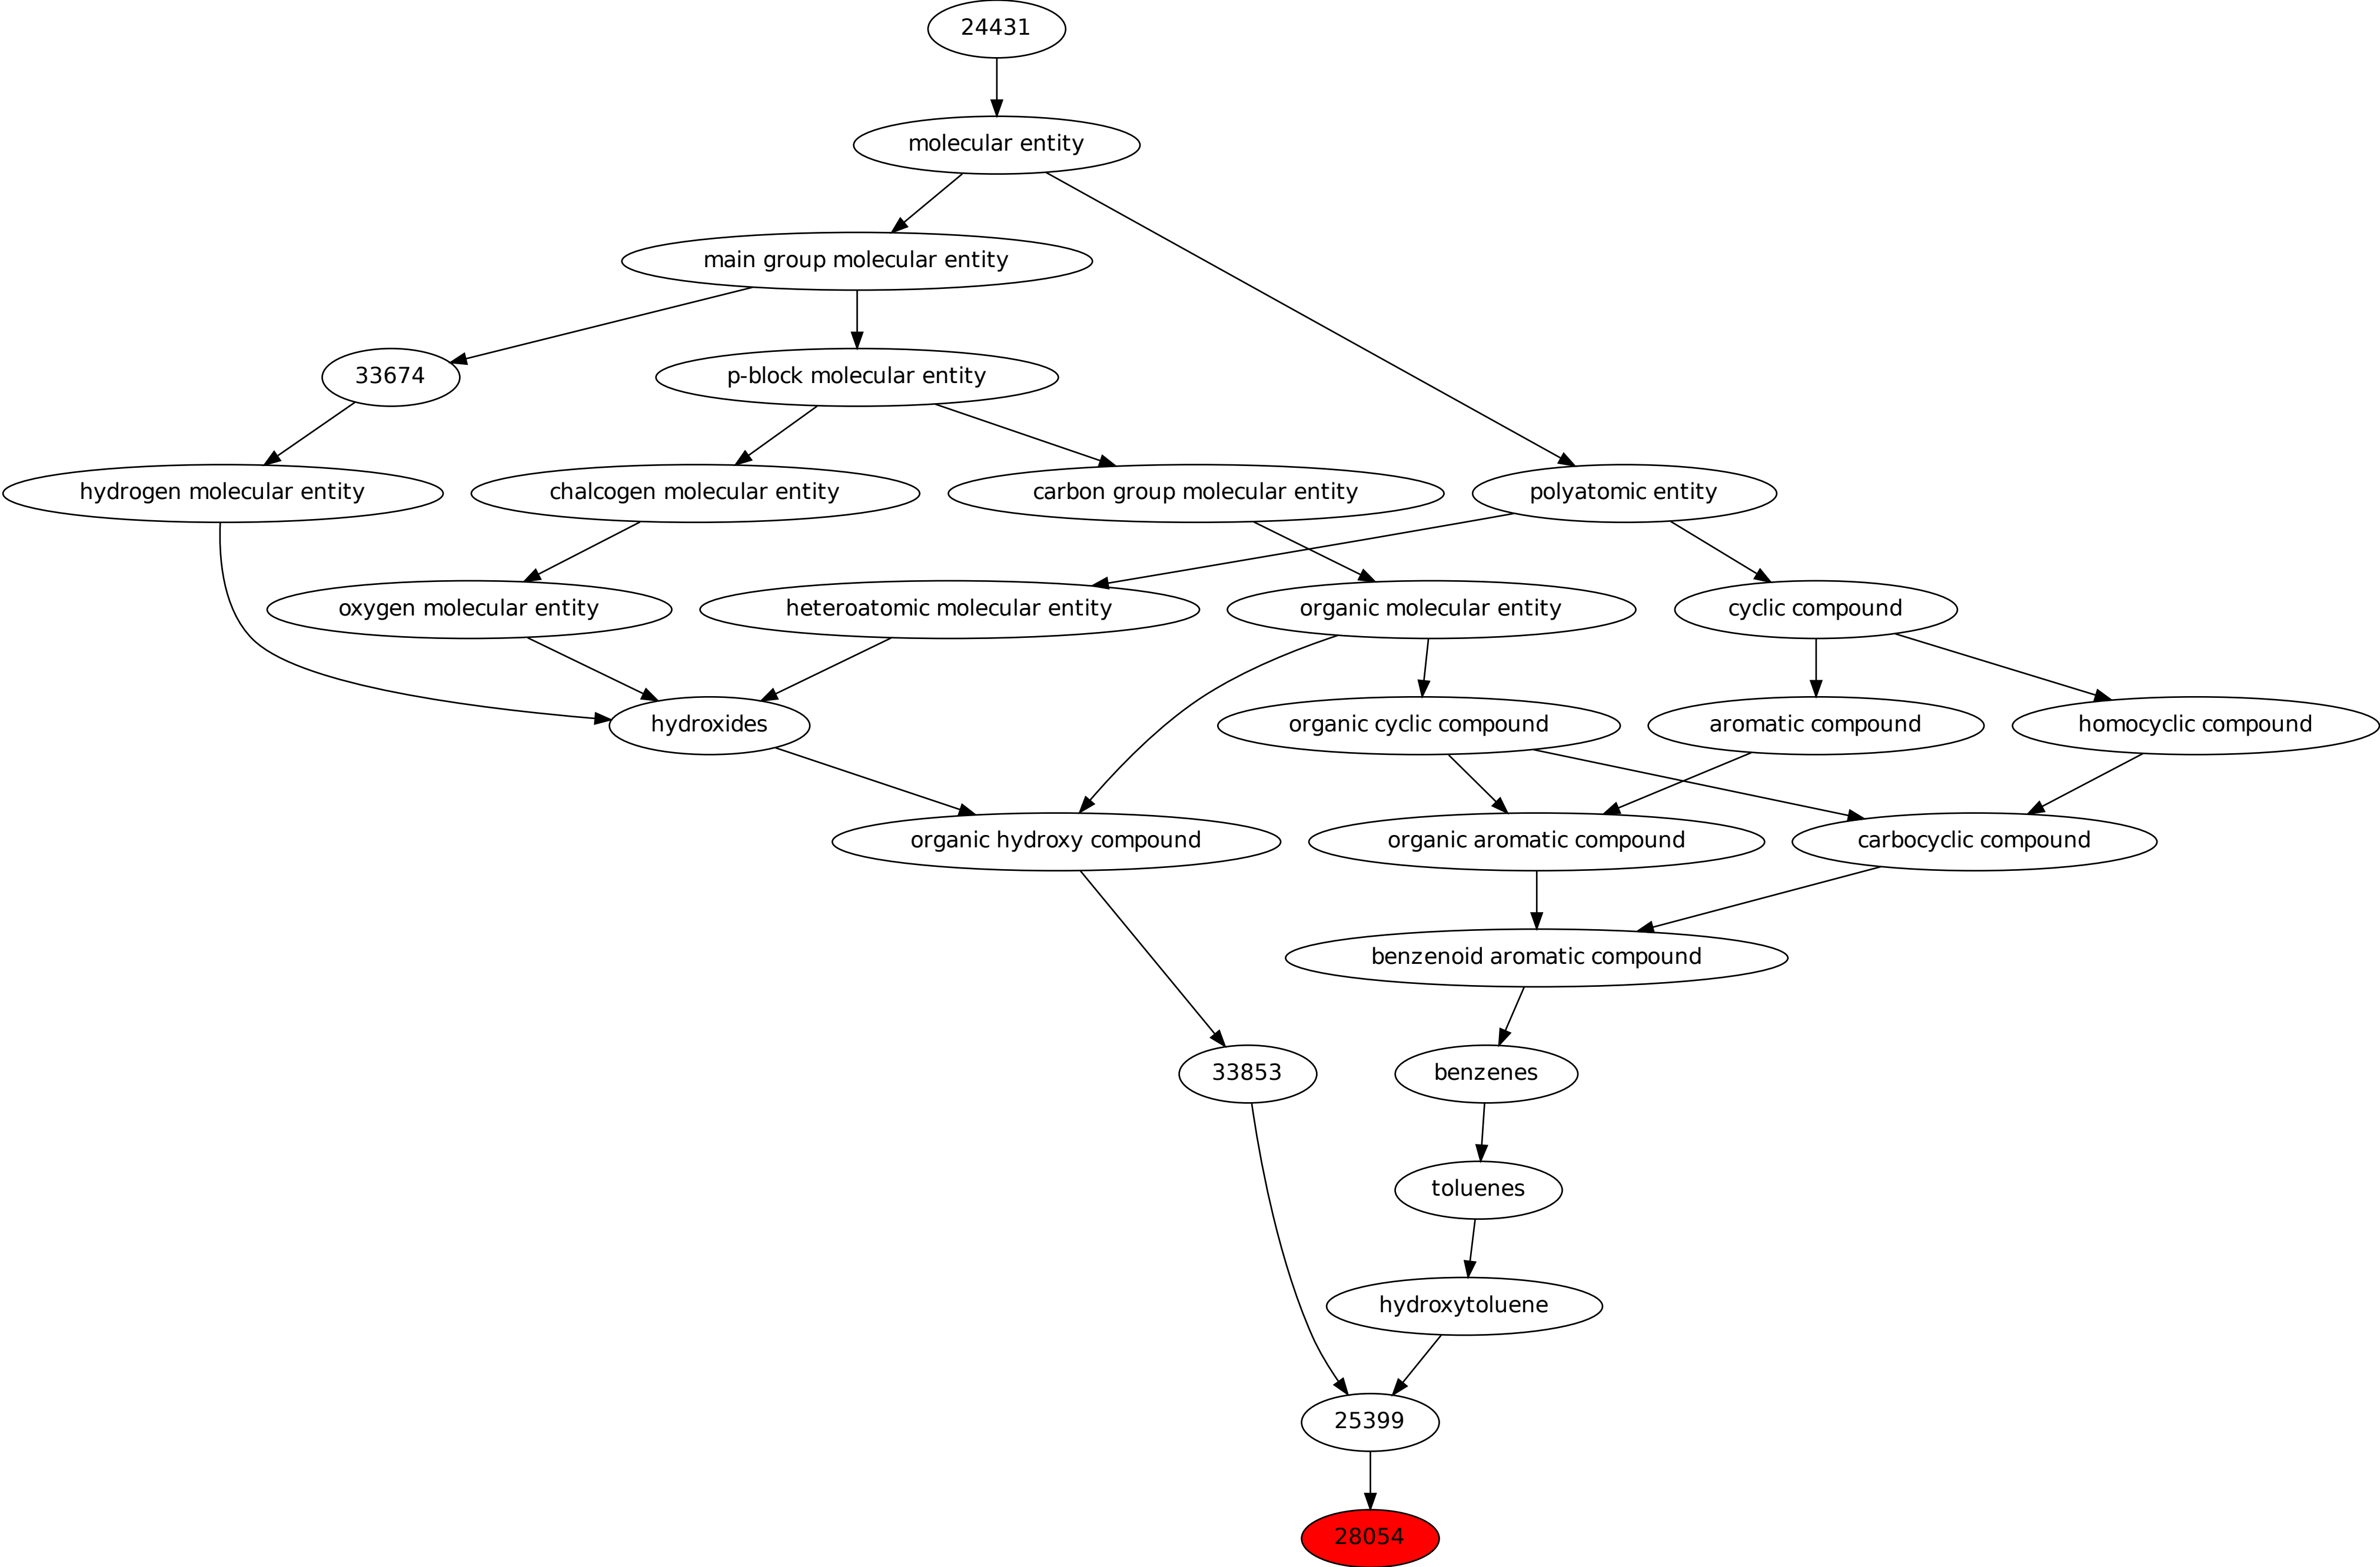 24431
molecular entity
main group molecular entity
33674
p-block molecular entity
hydrogen molecular entity
chalcogen molecular entity
carbon group molecular entity
polyatomic entity
oxygen molecular entity
heteroatomic molecular entity
organic molecular entity
cyclic compound
hydroxides
organic cyclic compound
aromatic compound
homocyclic compound
organic hydroxy compound
organic aromatic compound
carbocyclic compound
benzenoid aromatic compound
33853
benzenes
toluenes
hydroxytoluene
25399
28054